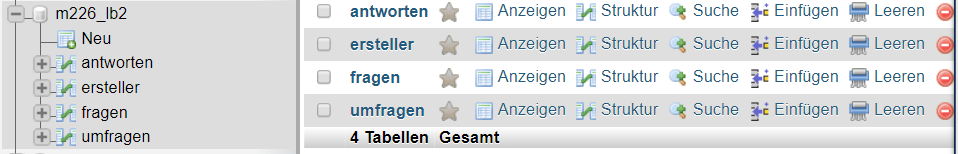 m226_lb2
Neu
antworten
ersteller
fragen
umfragen
antworten Anzeigen Struktur Suche Einfügen Leeren
ersteller Anzeigen Struktur Suche Einfügen Leeren
fragen Anzeigen Struktur Suche Einfügen Leeren
umfragen Anzeigen Struktur Suche Einfügen Leeren
4 Tabellen Gesamt